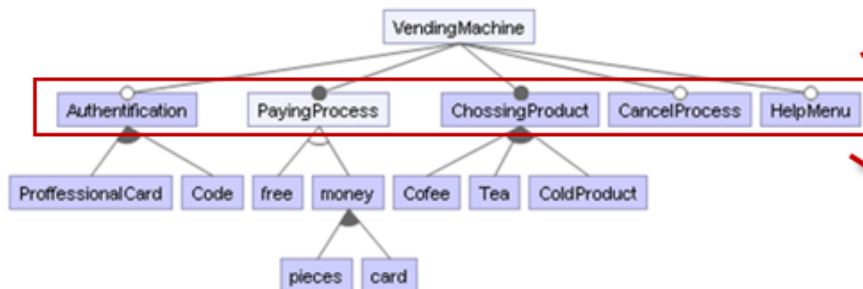 VendingMachine
Authentification PayingProcess ChossingProduct CancelProcess HelpMenu
ProffessionalCard Code free money Cofee Tea ColdProduct
pieces card